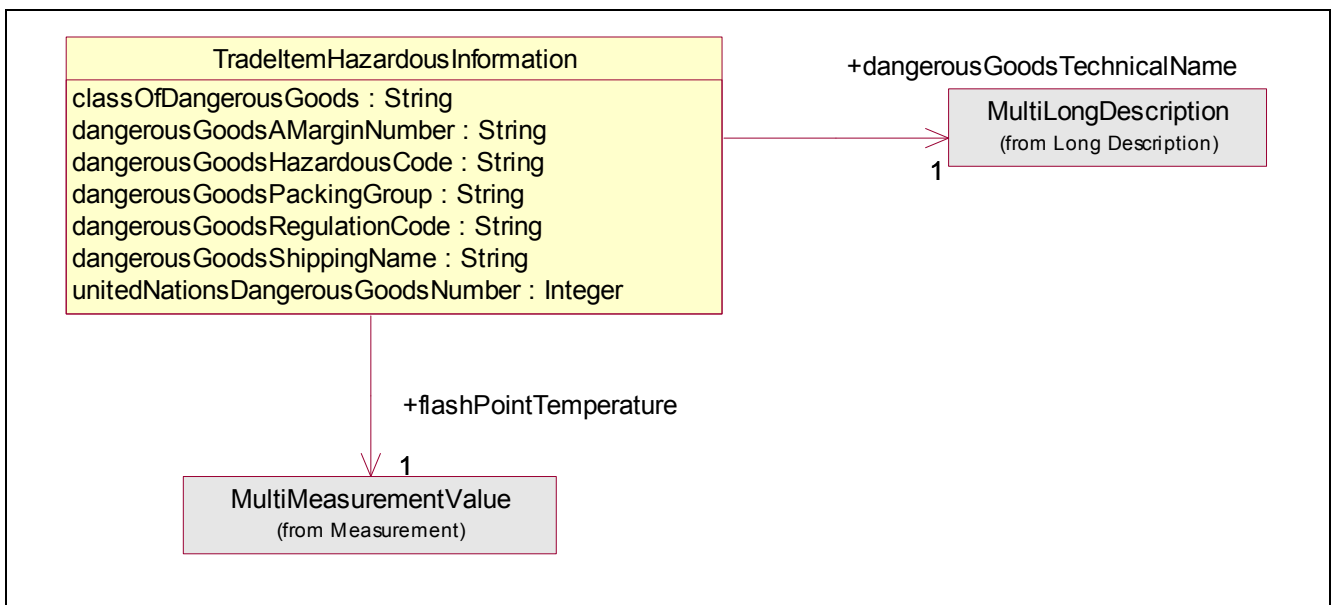 TradeItemHazardousInformation
classOfDangerousGoods : String
dangerousGoodsAMarginNumber : String
dangerousGoodsHazardousCode : String
dangerousGoodsPackingGroup : String
dangerousGoodsRegulationCode : String
dangerousGoodsShippingName : String
unitedNationsDangerousGoodsNumber : Integer
+dangerousGoodsTechnicalName
MultiLongDescription
(from Long Description)
1
+flashPointTemperature
1
MultiMeasurementValue
(from Measurement)